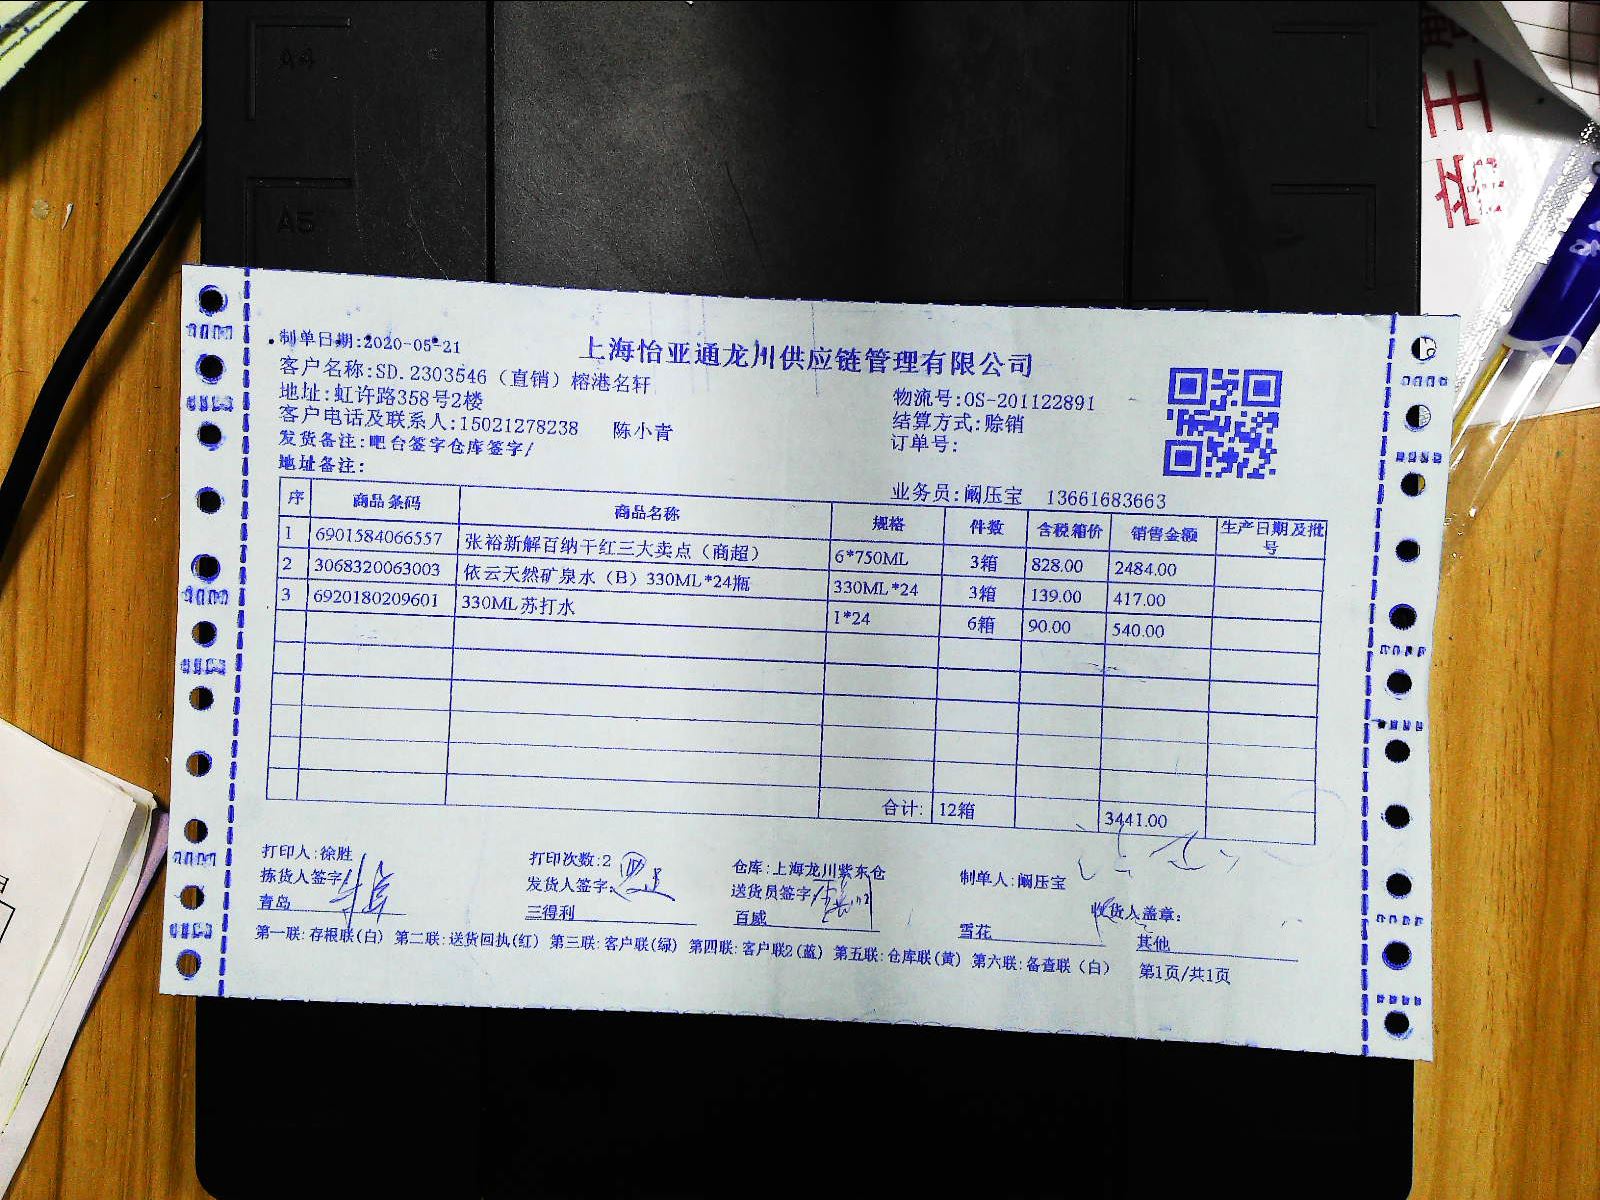 A4
A5
帝王
制单日期:2020-05-21
上海怡亚通龙川供应链管理有限公司
客户名称:SD.2303546（直销）榕港名轩
地址:虹许路358号2楼
物流号:OS-201122891
客户电话及联系人:15021278238 陈小青
结算方式:赊销
发货备注:吧台签字仓库签字/
订单号:
地址备注:
业务员:阚压宝 13661683663
序 商品条码 商品名称 规格 件数 含税箱价 销售金额 生产日期及批号
1 6901584066557 张裕新解百纳干红三大卖点（商超） 6*750ML 3箱 828.00 2484.00
2 3068320063003 依云天然矿泉水（B）330ML*24瓶 330ML*24 3箱 139.00 417.00
3 6920180209601 330ML苏打水 1*24 6箱 90.00 540.00
合计: 12箱 3441.00
打印人:徐胜 打印次数:2 仓库:上海龙川紫东仓 制单人:阚压宝
拣货人签字 发货人签字 送货员签字 收货人盖章:
青岛 三得利 百威 雪花 其他
第一联:存根联(白) 第二联:送货回执(红) 第三联:客户联(绿) 第四联:客户联2(蓝) 第五联:仓库联(黄) 第六联:备查联（白） 第1页/共1页